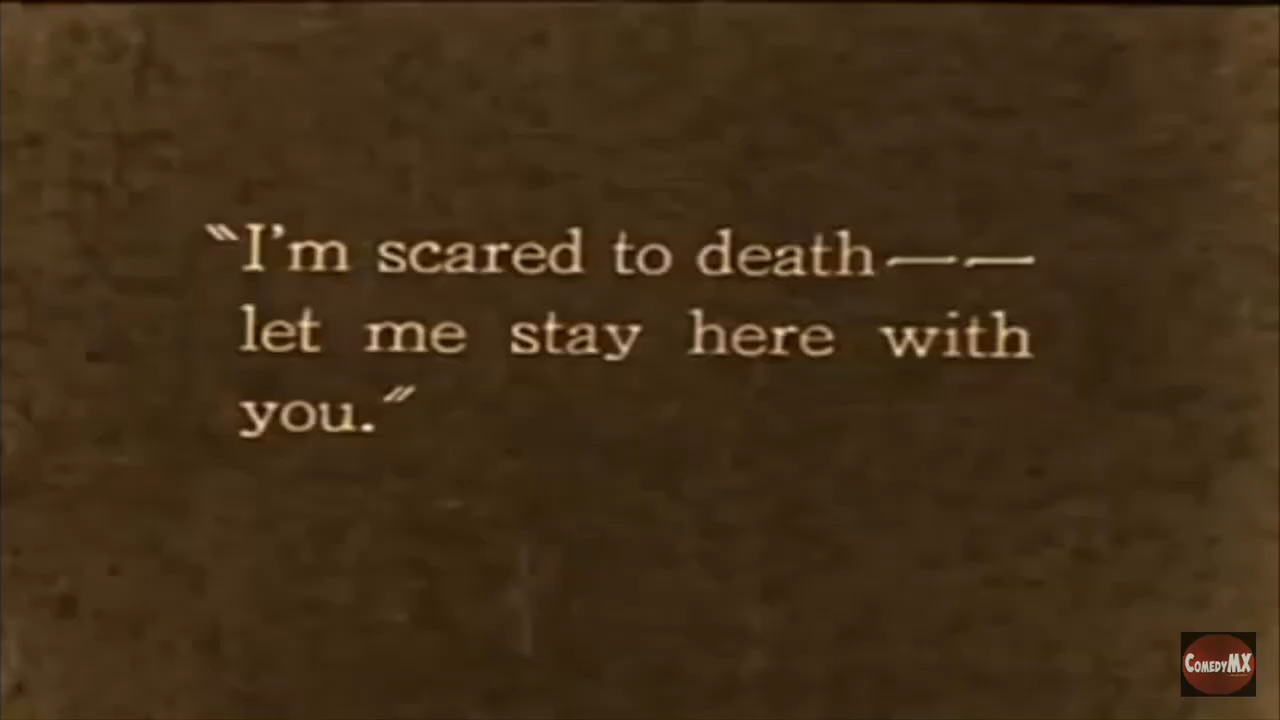 "I'm scared to death——
let me stay here with
you."
COMEDYMX